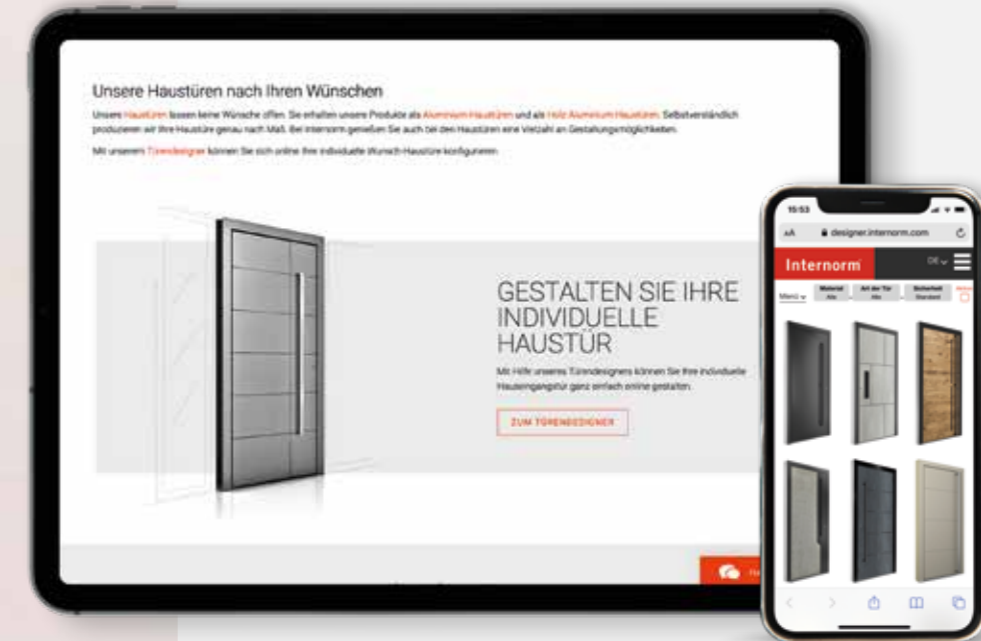 Unsere Haustüren nach Ihren Wünschen
Unsere Haustüren lassen keine Wünsche offen. Sie erhalten unsere Produkte als Aluminium-Haustüren und als Holz-Aluminium-Haustüren. Selbstverständlich
produzieren wir Ihre Haustüre genau nach Maß. Bei Internorm genießen Sie auch bei den Haustüren eine Vielzahl an Gestaltungsmöglichkeiten.
Mit unserem Türendesigner können Sie sich online Ihre individuelle Wunsch-Haustüre konfigurieren.
GESTALTEN SIE IHRE
INDIVIDUELLE
HAUSTÜR
Mit Hilfe unseres Türendesigners können Sie Ihre individuelle
Hauseingangstür ganz einfach online gestalten.
ZUM TÜRENDESIGNER
15:53
AA designer.internorm.com
Internorm DE
Menü Material Alle Art der Tür Alle Sicherheit Standard